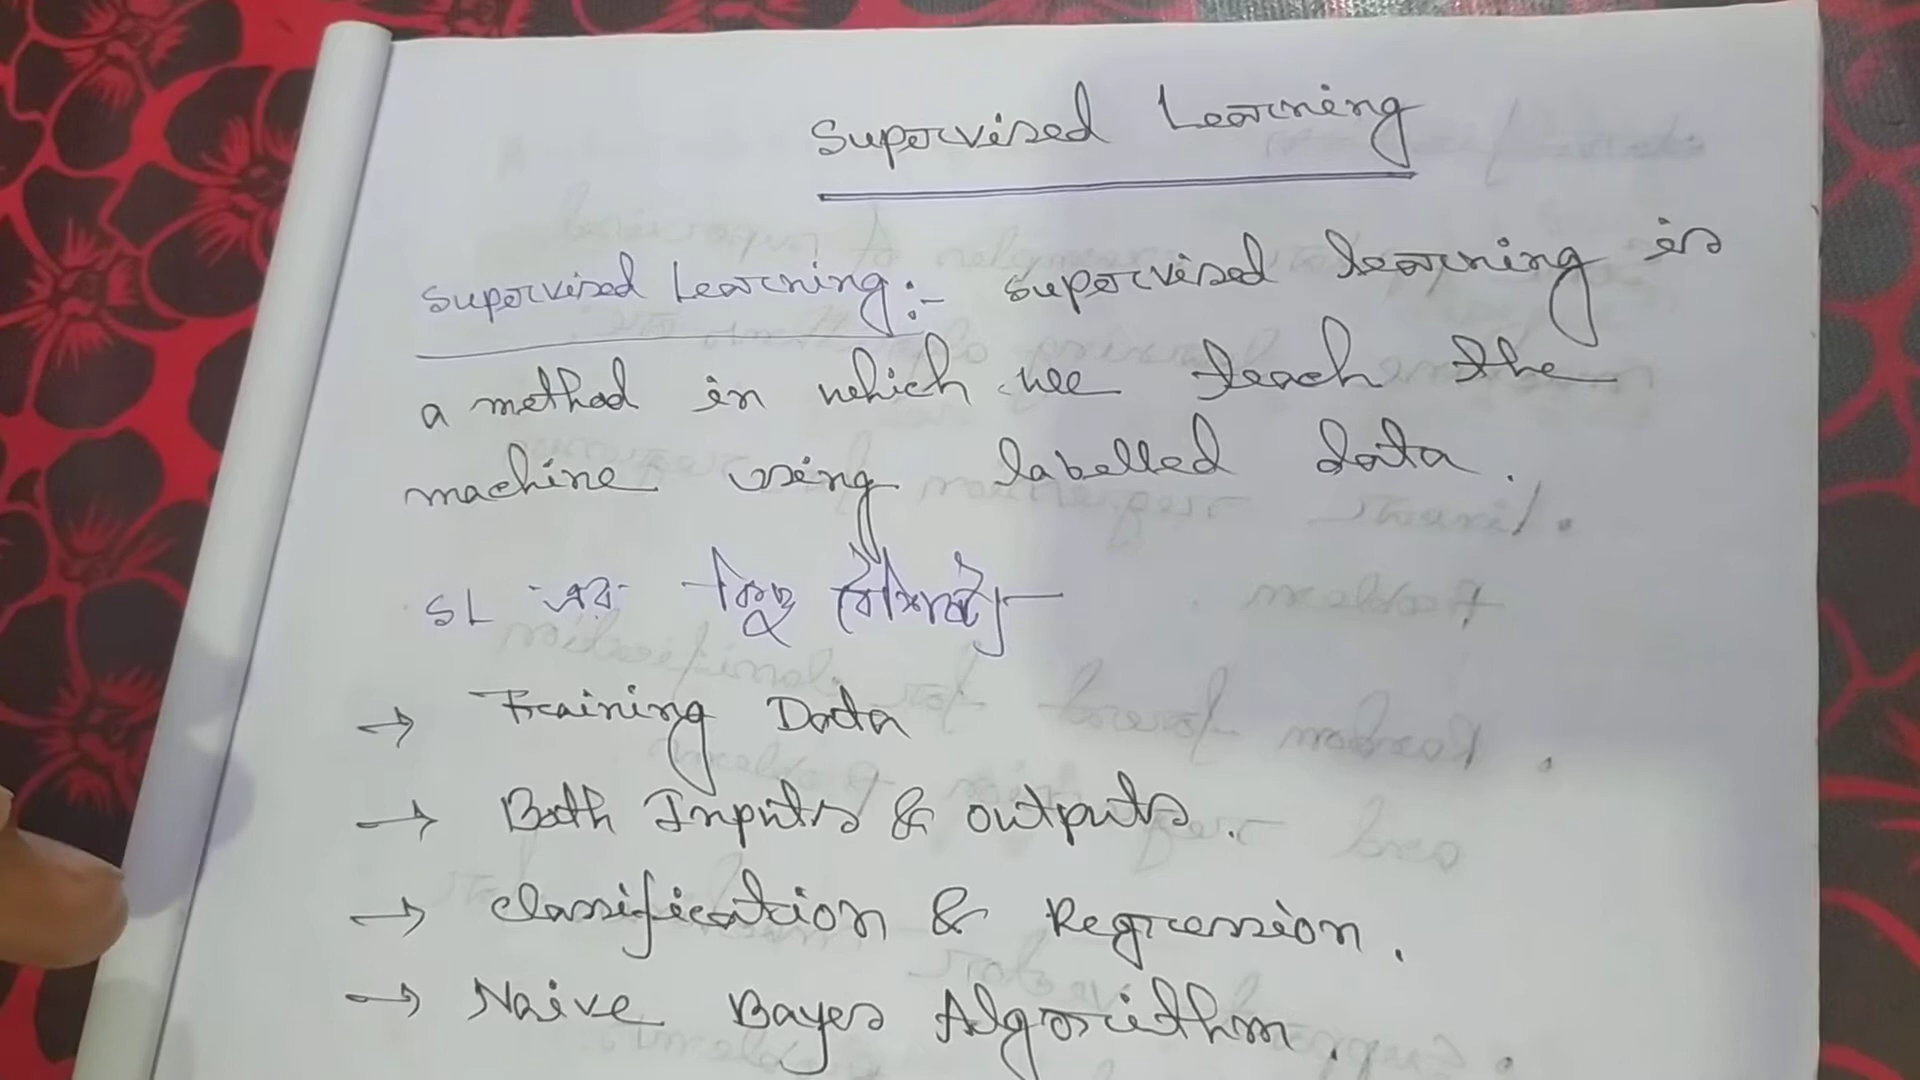 Supervised Learning
Supervised Learning:- Supervised learning is
a method in which we teach the
machine using labelled data.
SL এর কিছু বৈশিষ্ট্য
→ Training Data
→ Both Inputs & outputs.
→ classification & Regression.
→ Naive Bayes Algorithm.